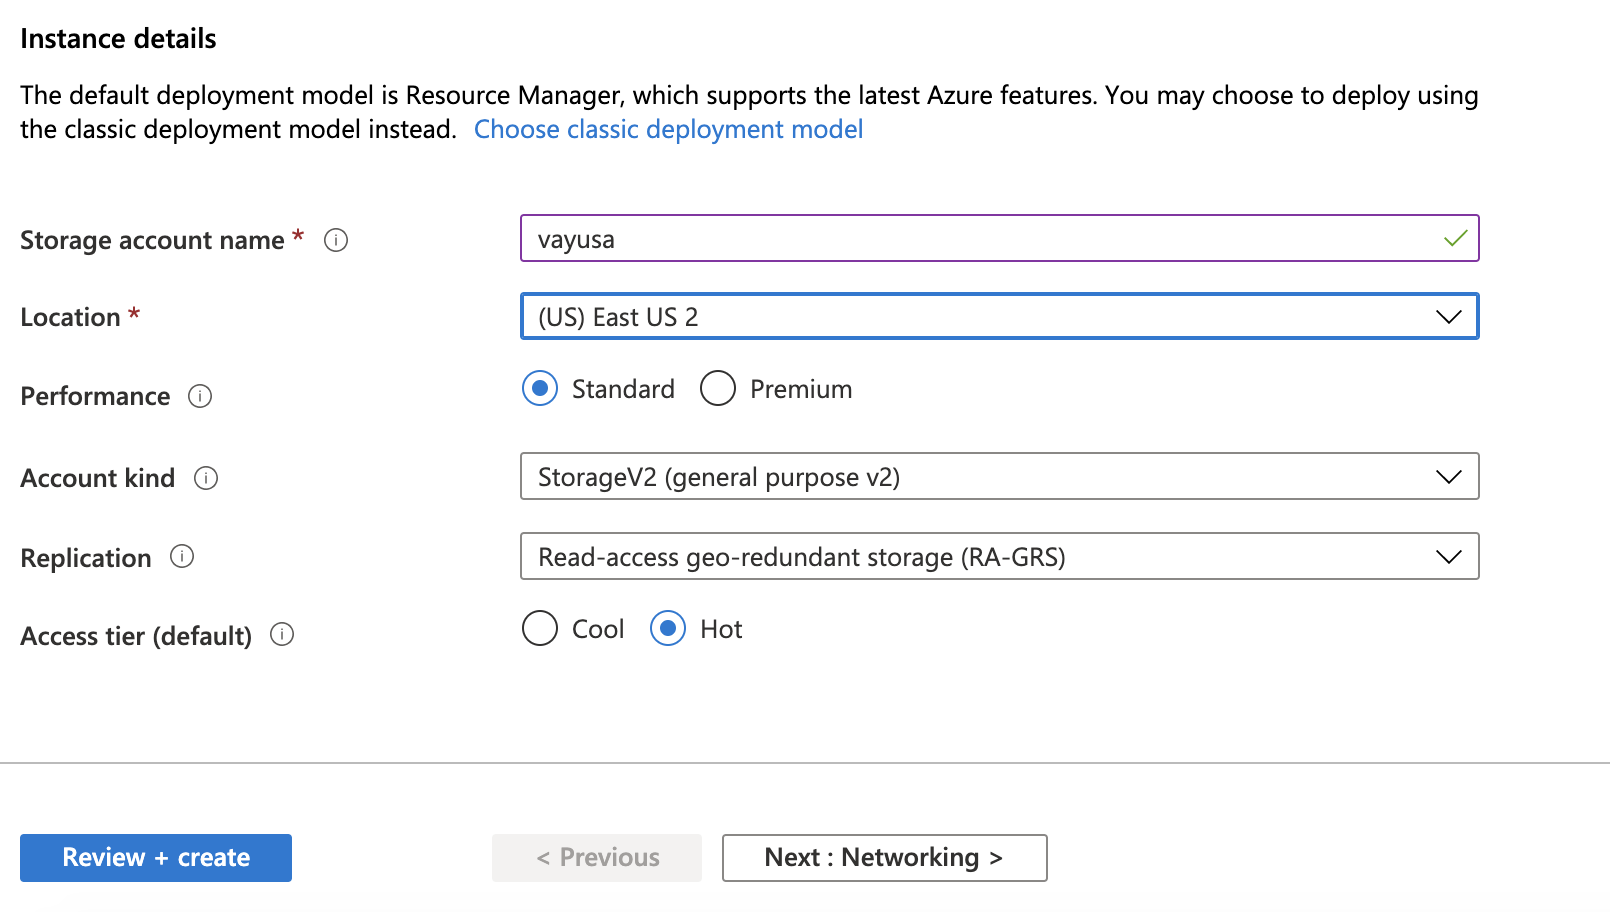 Instance details
The default deployment model is Resource Manager, which supports the latest Azure features. You may choose to deploy using
the classic deployment model instead. Choose classic deployment model
Storage account name * vayusa
Location * (US) East US 2
Performance Standard Premium
Account kind StorageV2 (general purpose v2)
Replication Read-access geo-redundant storage (RA-GRS)
Access tier (default) Cool Hot
Review + create < Previous Next : Networking >